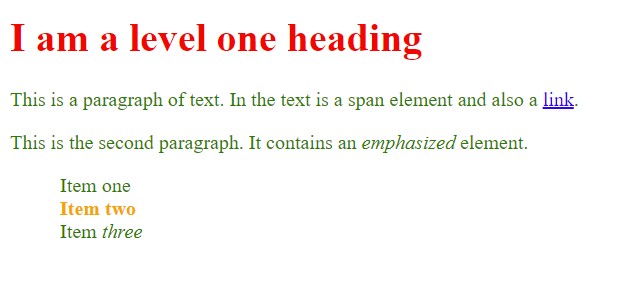 I am a level one heading
This is a paragraph of text. In the text is a span element and also a link.
This is the second paragraph. It contains an emphasized element.
Item one
Item two
Item three